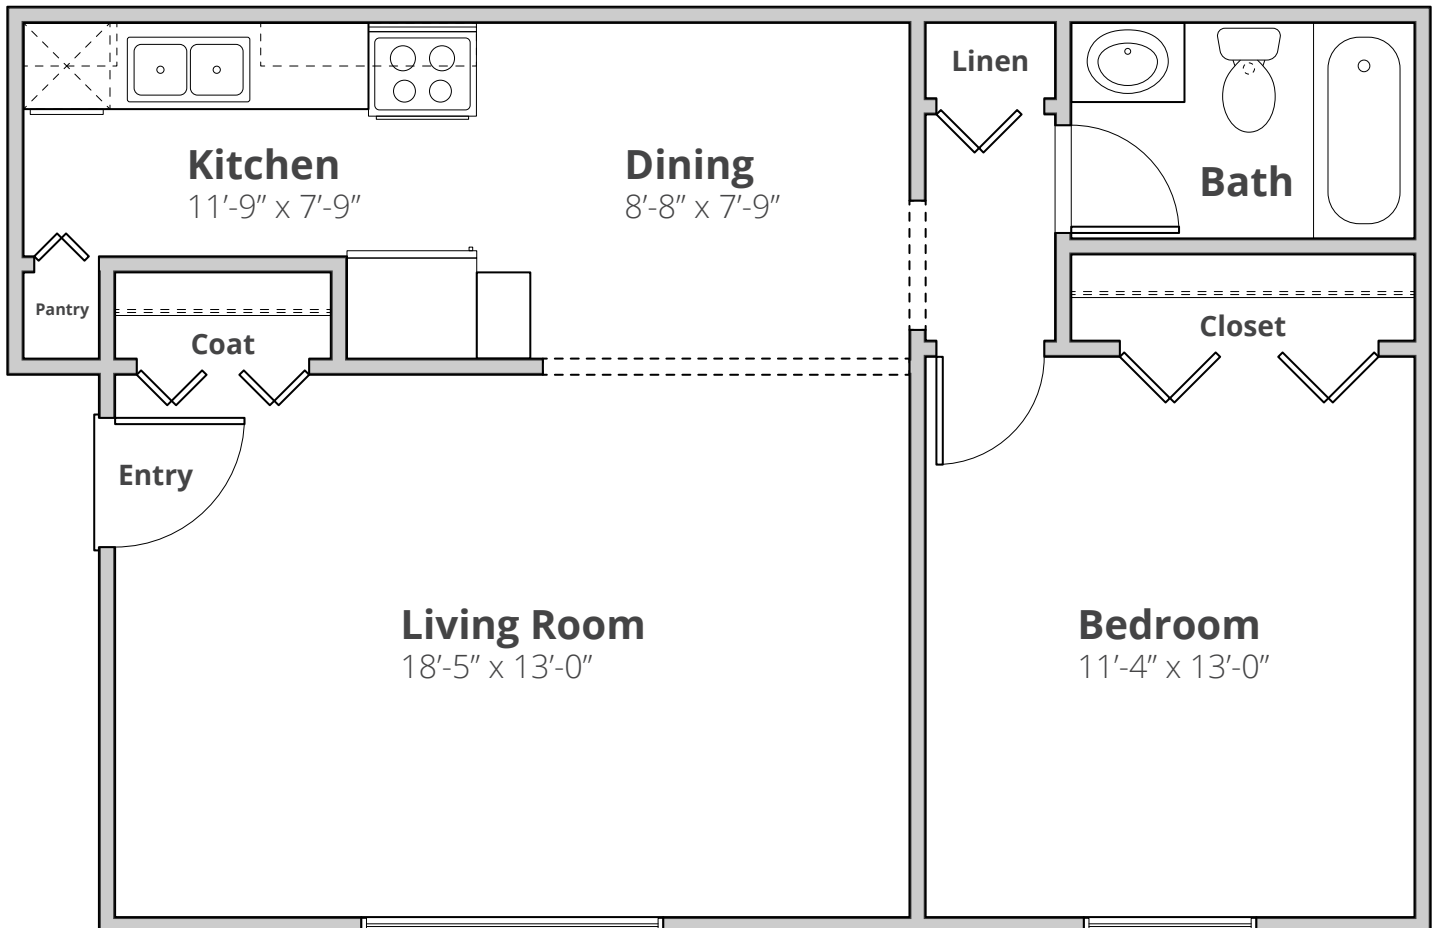 Linen
Kitchen
11’-9” x 7’-9”
Dining
8’-8” x 7’-9”
Bath
Pantry
Coat
Closet
Entry
Living Room
18’-5” x 13’-0”
Bedroom
11’-4” x 13’-0”